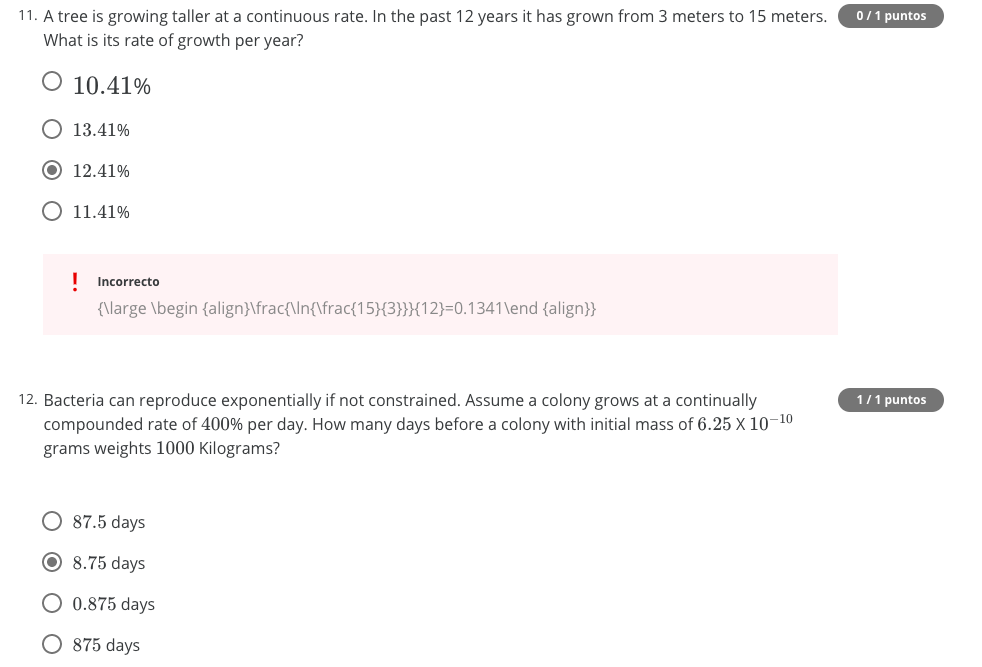 11. A tree is growing taller at a continuous rate. In the past 12 years it has grown from 3 meters to 15 meters.
0 / 1 puntos
What is its rate of growth per year?
10.41%
13.41%
12.41%
11.41%
! Incorrecto
{\large \begin {align}\frac{\ln{\frac{15}{3}}}{12}=0.1341\end {align}}
12. Bacteria can reproduce exponentially if not constrained. Assume a colony grows at a continually
1 / 1 puntos
compounded rate of 400% per day. How many days before a colony with initial mass of 6.25 X 10⁻¹⁰
grams weights 1000 Kilograms?
87.5 days
8.75 days
0.875 days
875 days